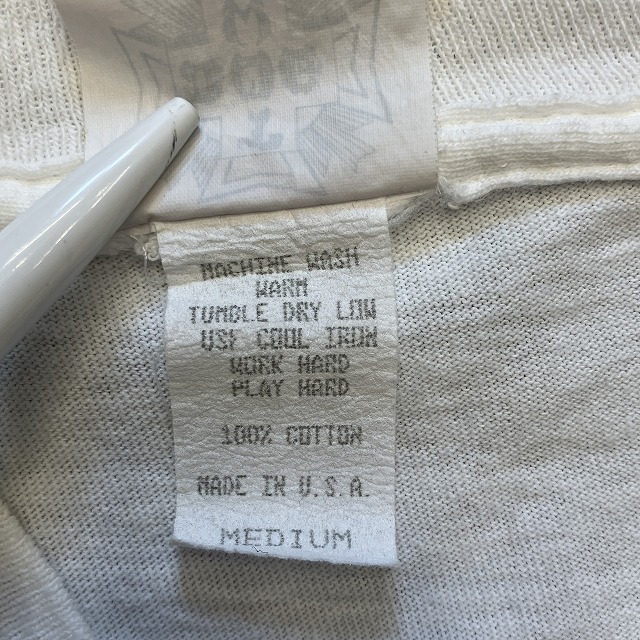 MACHINE WASH
WARM
TUMBLE DRY LOW
USE COOL IRON
WORK HARD
PLAY HARD
100% COTTON
MADE IN U.S.A.
MEDIUM